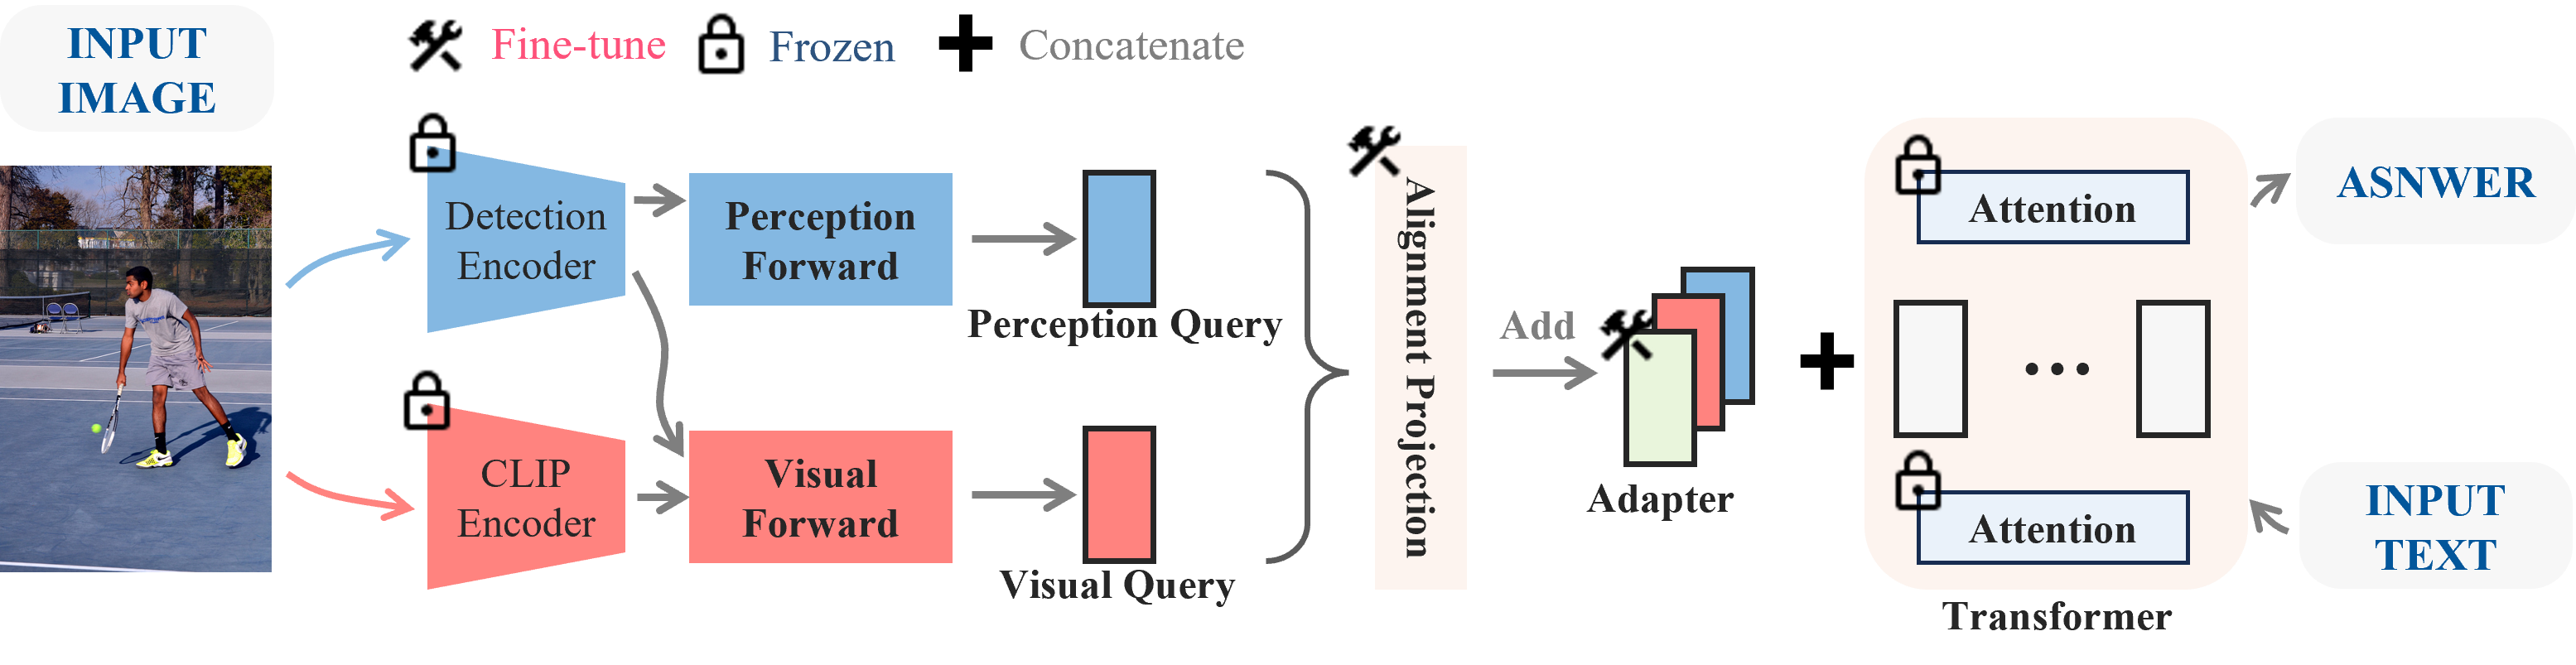 INPUT
IMAGE
Fine-tune
Frozen
Concatenate
Detection
Encoder
Perception
Forward
Perception Query
CLIP
Encoder
Visual
Forward
Visual Query
Alignment Projection
Add
Adapter
Attention
...
Attention
Transformer
ASNWER
INPUT
TEXT